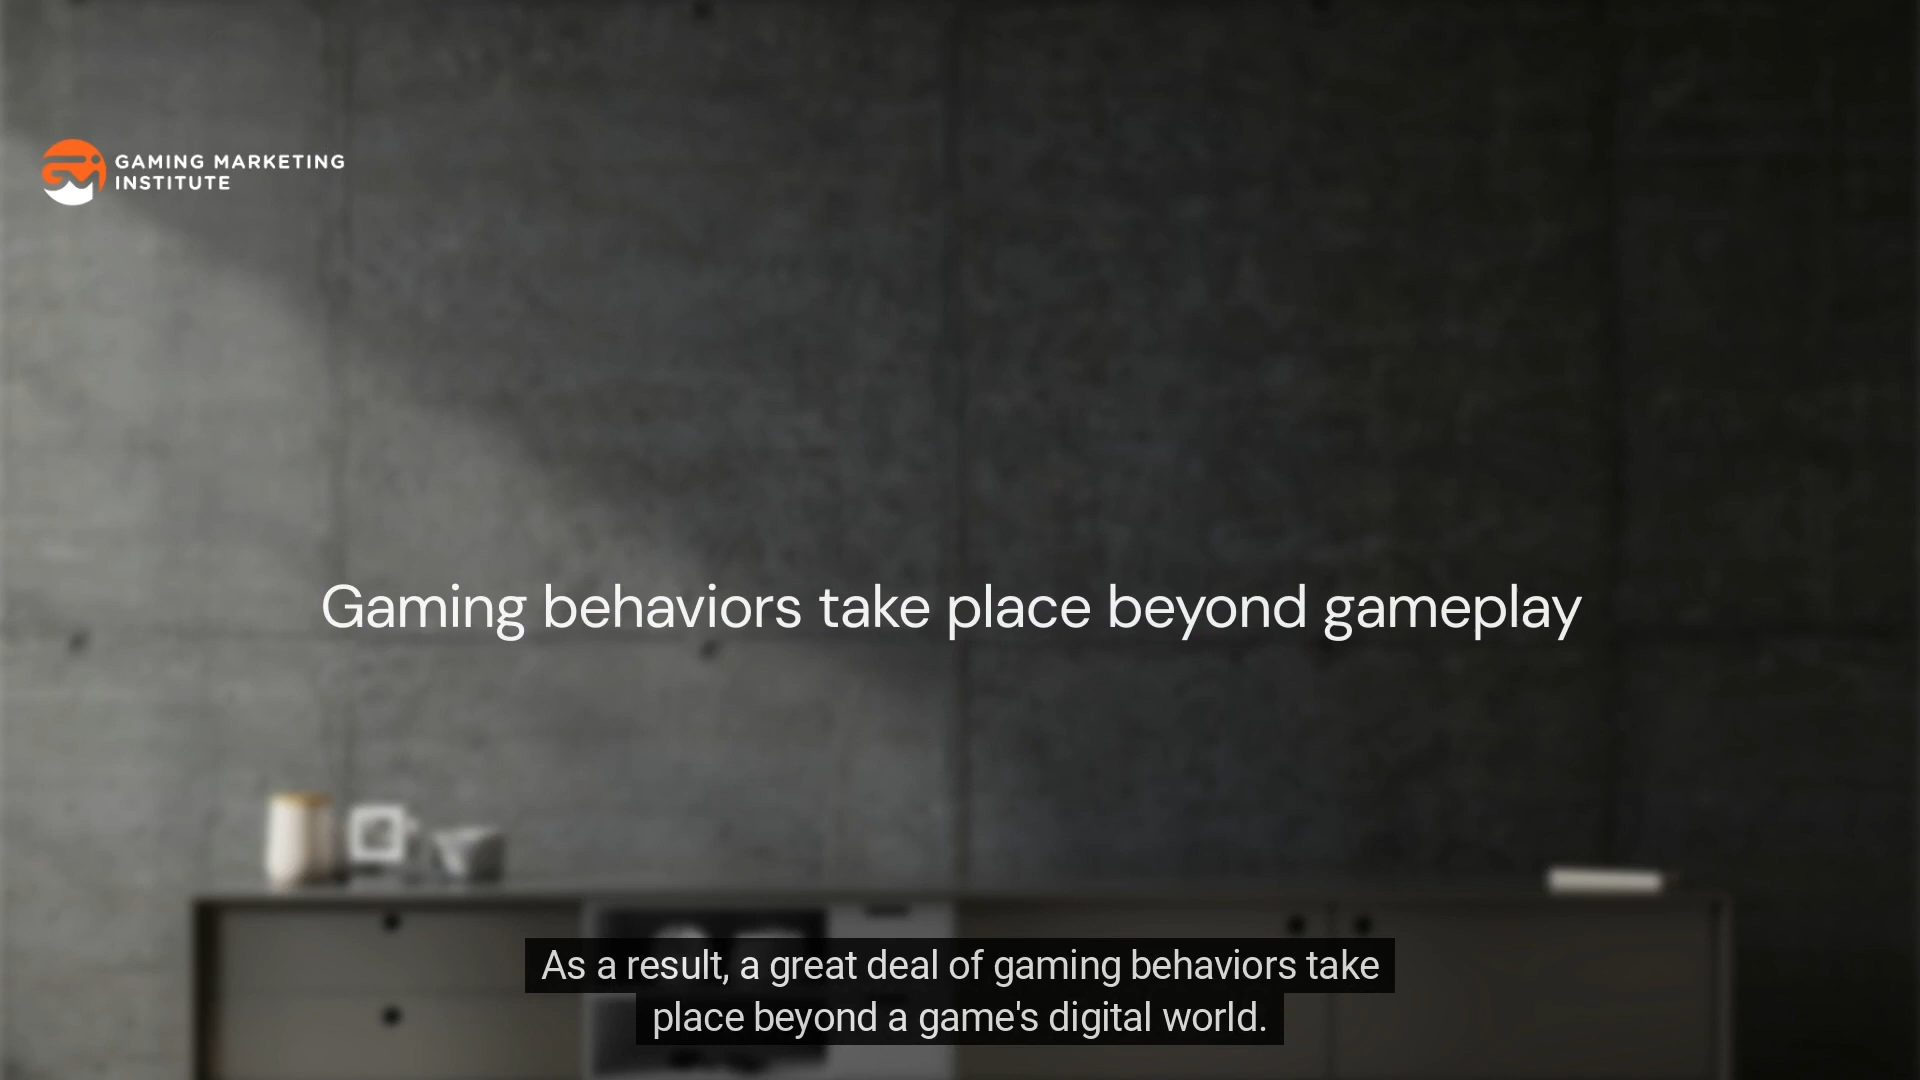 GAMING MARKETING
INSTITUTE
Gaming behaviors take place beyond gameplay
As a result, a great deal of gaming behaviors take
place beyond a game's digital world.